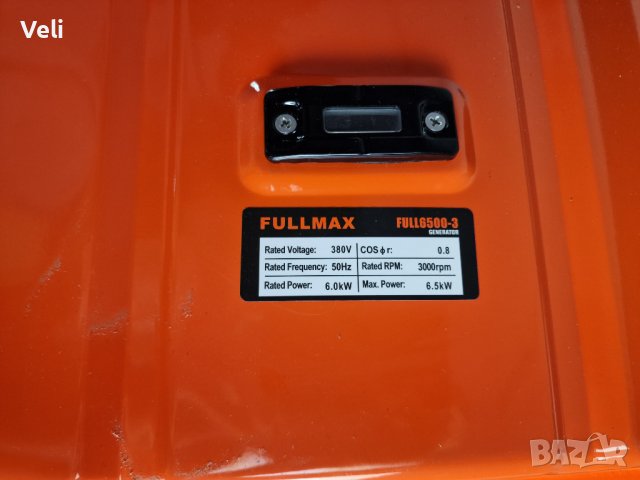 Veli
FULLMAX FULL6500-3
GENERATOR
Rated Voltage: 380V COS ϕ r: 0.8
Rated Frequency: 50Hz Rated RPM: 3000rpm
Rated Power: 6.0kW Max. Power: 6.5kW
BAZAR